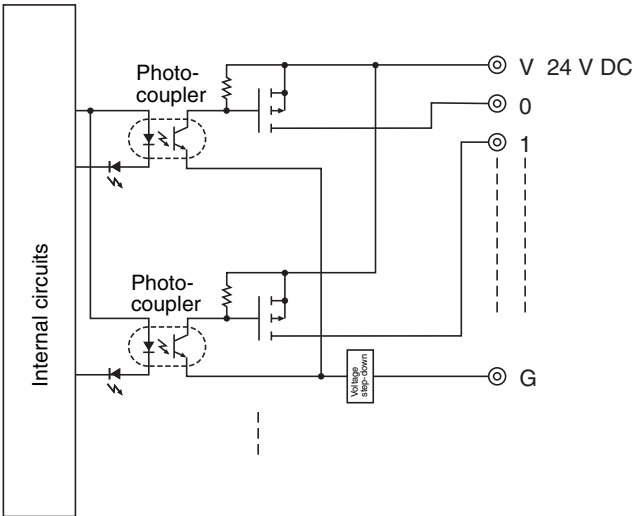 Photo-
coupler
V 24 V DC
0
1
Internal circuits
Photo-
coupler
Voltage
step-down
G